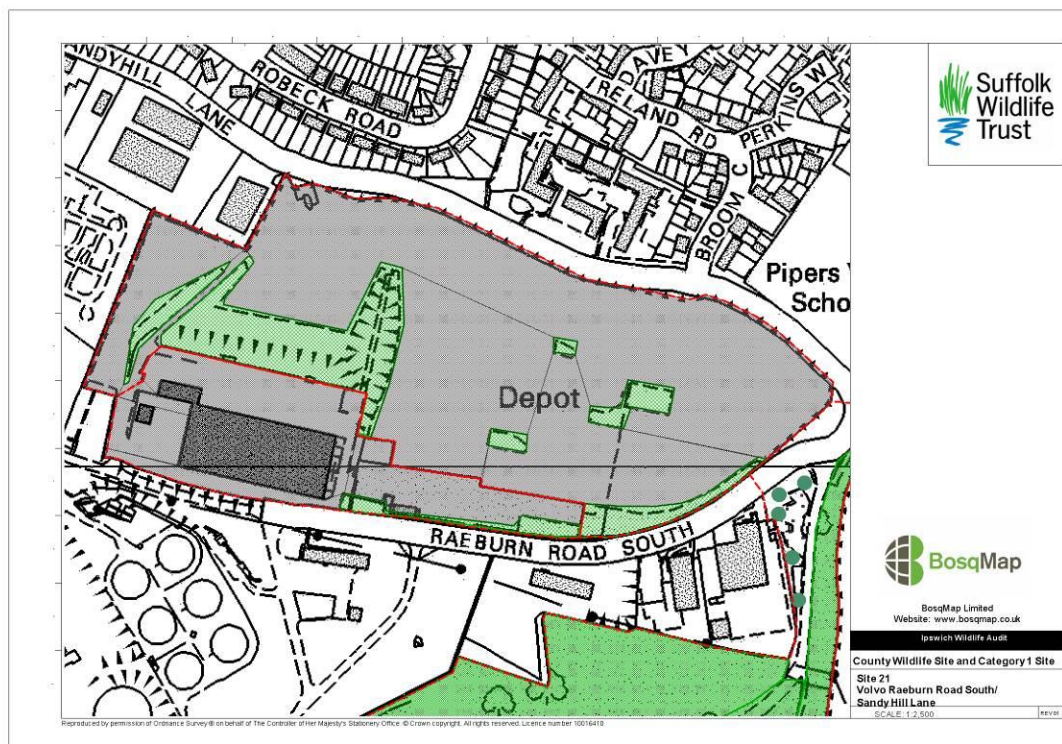 ANDYHILL LANE
ROBECK ROAD
DAVE
IRELAND RD
BROOM C
PERKINS W
Pipers V
Scho
Depot
RAEBURN ROAD SOUTH
Suffolk
Wildlife
Trust
BosqMap
BosqMap Limited
Website: www.bosqmap.co.uk
Ipswich Wildlife Audit
County Wildlife Site and Category 1 Site
Site 21
Volvo Raeburn Road South/
Sandy Hill Lane
SCALE: 1:2,500
Reproduced by permission of Ordnance Survey ® on behalf of The Controller of Her Majesty's Stationery Office. © Crown copyright. All rights reserved. Licence number 10016418